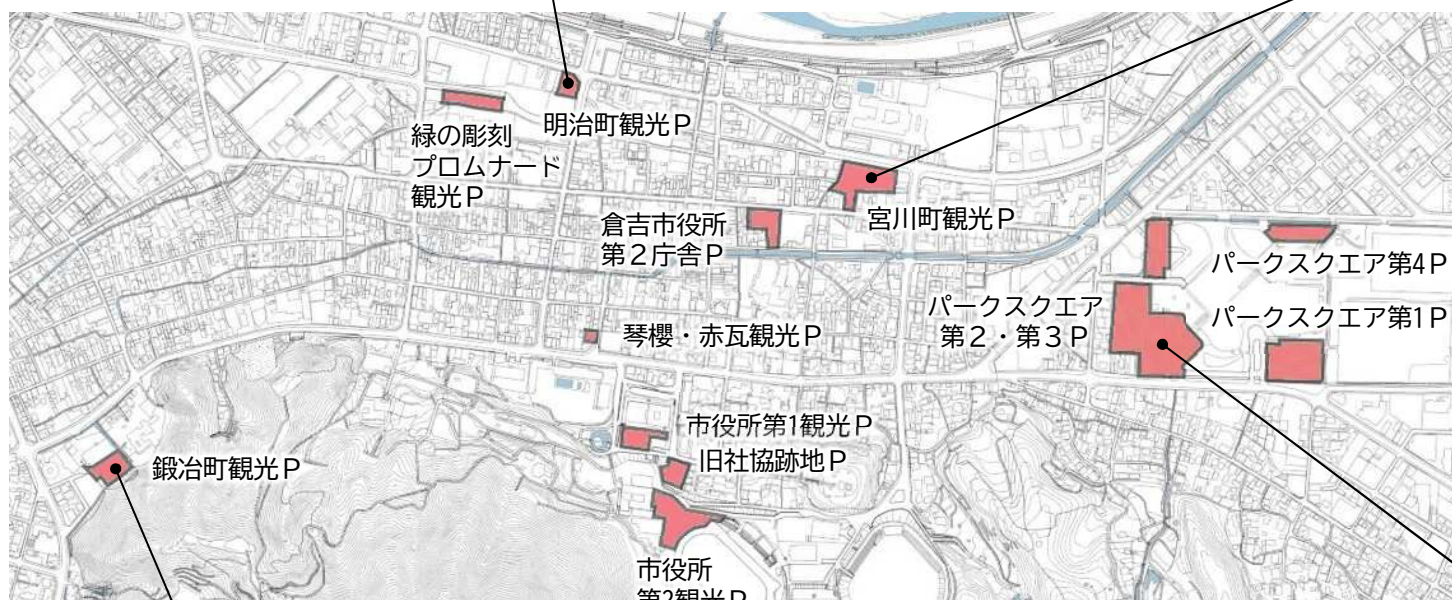 緑の彫刻
プロムナード
観光P
明治町観光P
倉吉市役所
第2庁舎P
宮川町観光P
パークスクエア第4P
パークスクエア
第2・第3P
パークスクエア第1P
琴櫻・赤瓦観光P
市役所第1観光P
旧社協跡地P
鍛冶町観光P
市役所
第2観光P